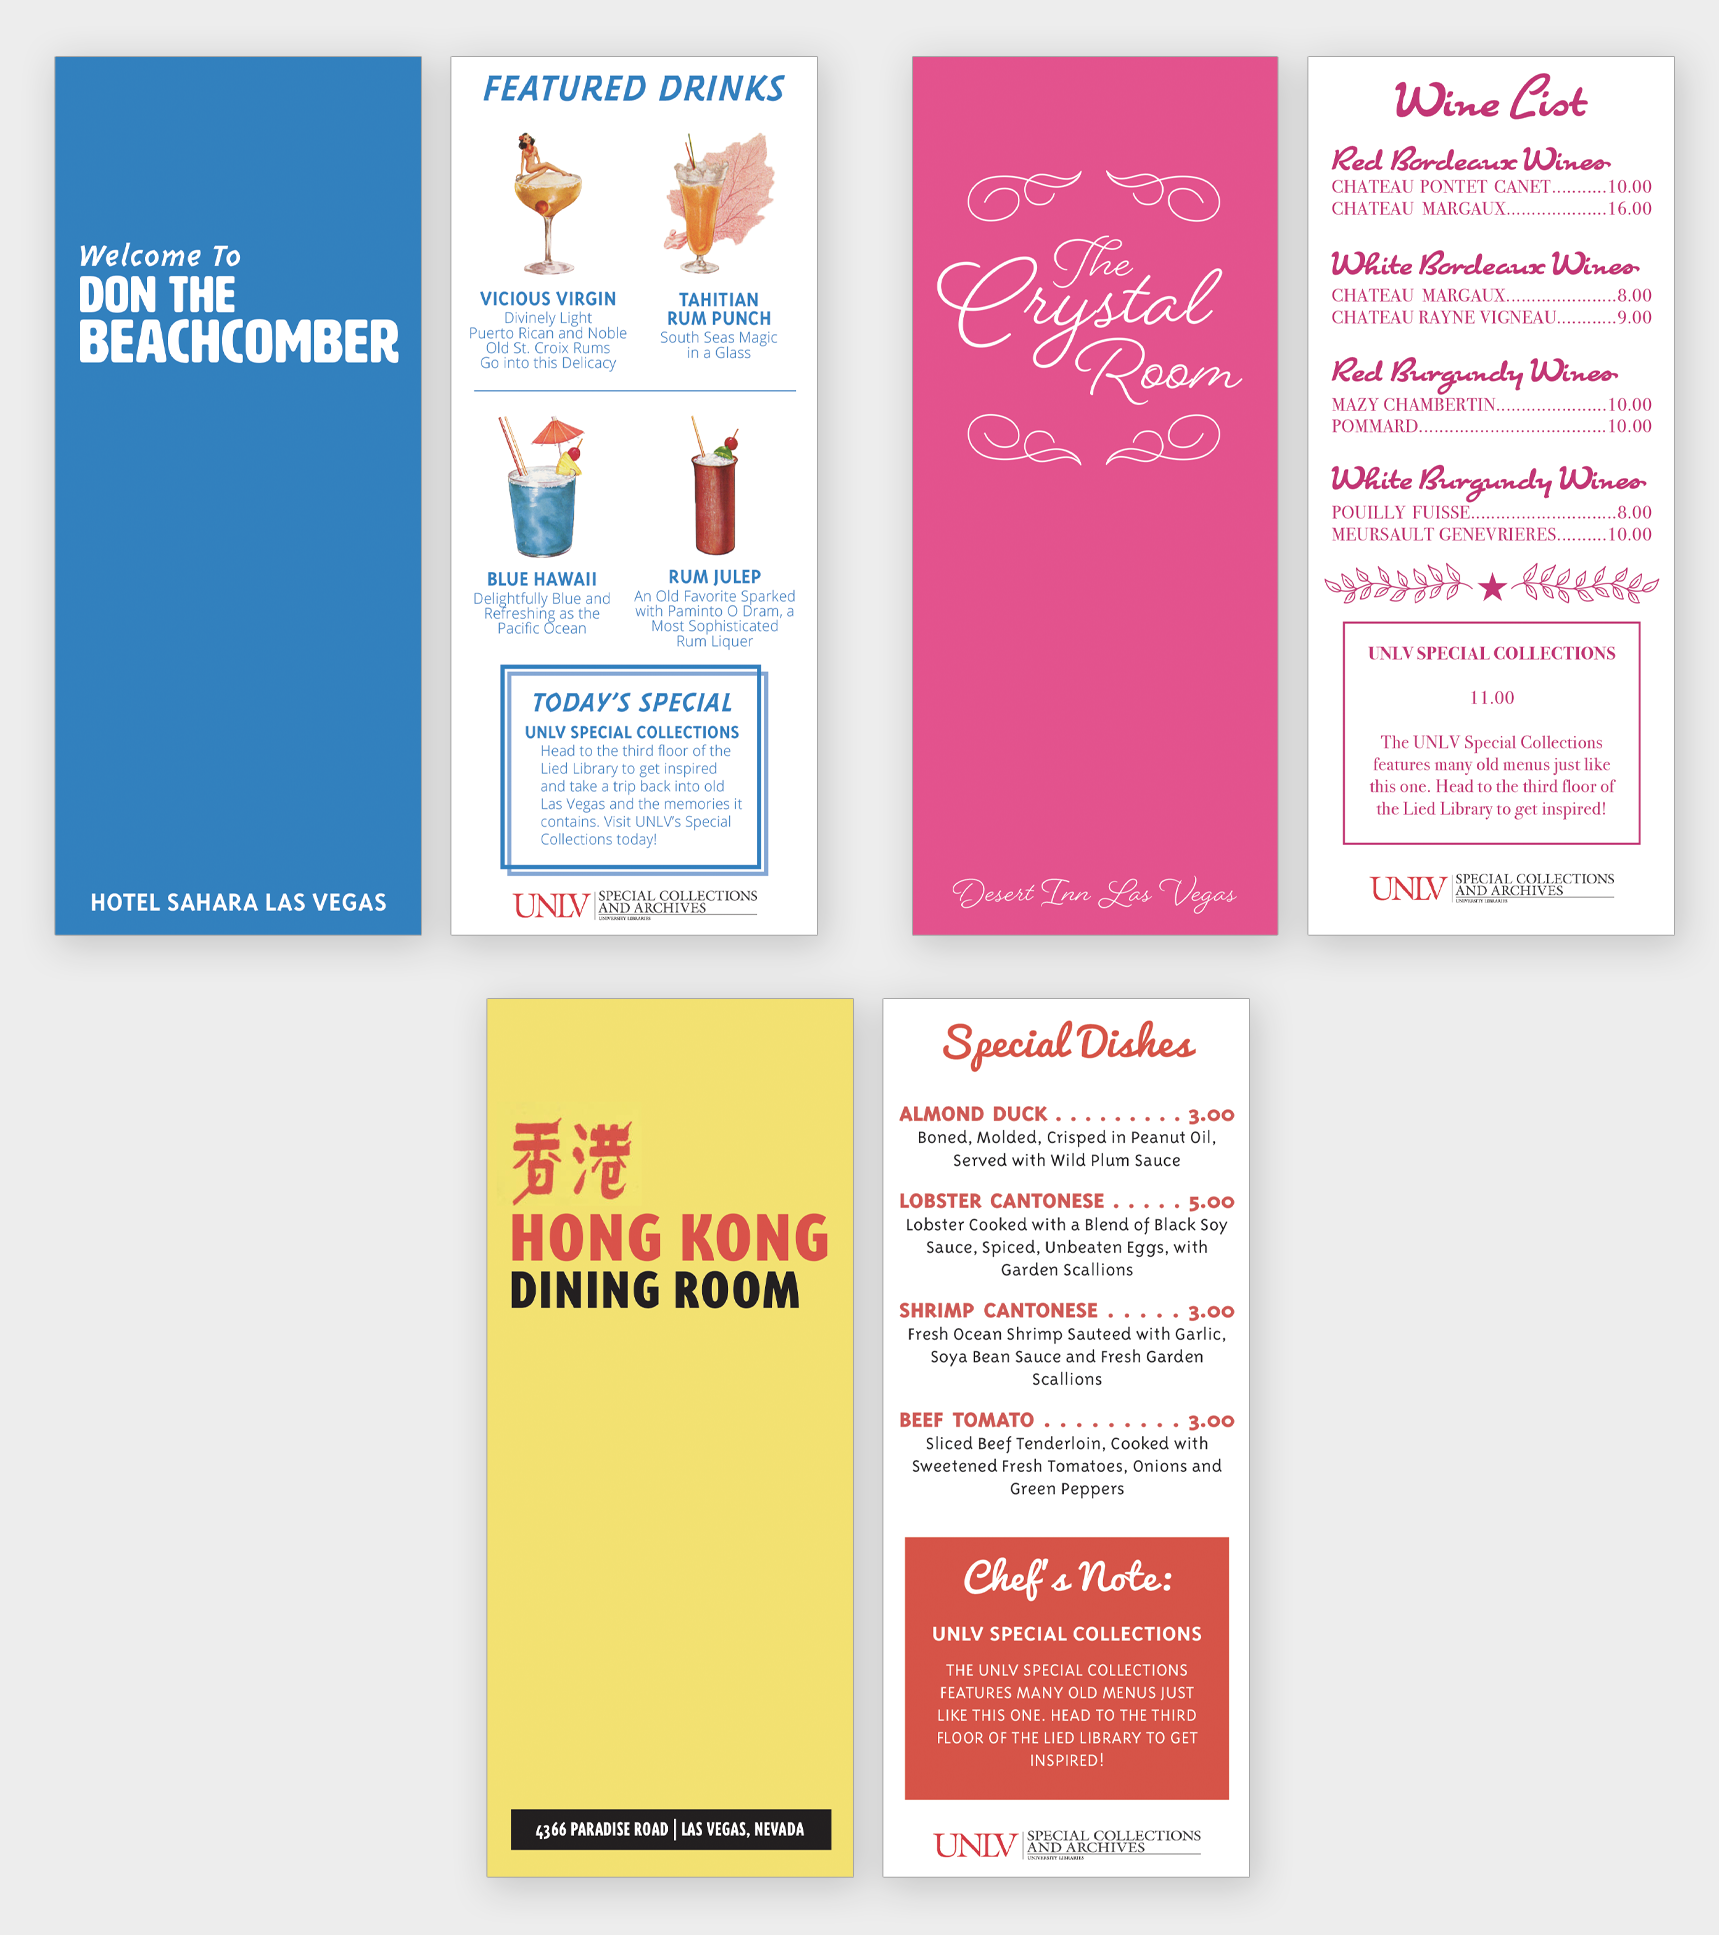 Welcome To
DON THE
BEACHCOMBER
HOTEL SAHARA LAS VEGAS
FEATURED DRINKS
VICIOUS VIRGIN
Divinely Light
Puerto Rican and Noble
Old St. Croix Rums
Go into this Delicacy
TAHITIAN
RUM PUNCH
South Seas Magic
in a Glass
BLUE HAWAII
Delightfully Blue and
Refreshing as the
Pacific Ocean
RUM JULEP
An Old Favorite Sparked
with Paminto O Dram, a
Most Sophisticated
Rum Liquer
TODAY'S SPECIAL
UNLV SPECIAL COLLECTIONS
Head to the third floor of the
Lied Library to get inspired
and take a trip back into old
Las Vegas and the memories it
contains. Visit UNLV's Special
Collections today!
UNLV SPECIAL COLLECTIONS
AND ARCHIVES
UNIVERSITY LIBRARIES
The
Crystal
Room
Desert Inn Las Vegas
Wine List
Red Bordeaux Wines
CHATEAU PONTET CANET...........10.00
CHATEAU MARGAUX....................16.00
White Bordeaux Wines
CHATEAU MARGAUX......................8.00
CHATEAU RAYNE VIGNEAU............9.00
Red Burgundy Wines
MAZY CHAMBERTIN......................10.00
POMMARD.....................................10.00
White Burgundy Wines
POUILLY FUISSE.............................8.00
MEURSAULT GENEVRIERES..........10.00
UNLV SPECIAL COLLECTIONS
11.00
The UNLV Special Collections
features many old menus just like
this one. Head to the third floor of
the Lied Library to get inspired!
UNLV SPECIAL COLLECTIONS
AND ARCHIVES
UNIVERSITY LIBRARIES
香港
HONG KONG
DINING ROOM
4366 PARADISE ROAD | LAS VEGAS, NEVADA
Special Dishes
ALMOND DUCK . . . . . . . . . 3.00
Boned, Molded, Crisped in Peanut Oil,
Served with Wild Plum Sauce
LOBSTER CANTONESE . . . . . 5.00
Lobster Cooked with a Blend of Black Soy
Sauce, Spiced, Unbeaten Eggs, with
Garden Scallions
SHRIMP CANTONESE . . . . . 3.00
Fresh Ocean Shrimp Sauteed with Garlic,
Soya Bean Sauce and Fresh Garden
Scallions
BEEF TOMATO . . . . . . . . . 3.00
Sliced Beef Tenderloin, Cooked with
Sweetened Fresh Tomatoes, Onions and
Green Peppers
Chef's Note:
UNLV SPECIAL COLLECTIONS
THE UNLV SPECIAL COLLECTIONS
FEATURES MANY OLD MENUS JUST
LIKE THIS ONE. HEAD TO THE THIRD
FLOOR OF THE LIED LIBRARY TO GET
INSPIRED!
UNLV SPECIAL COLLECTIONS
AND ARCHIVES
UNIVERSITY LIBRARIES